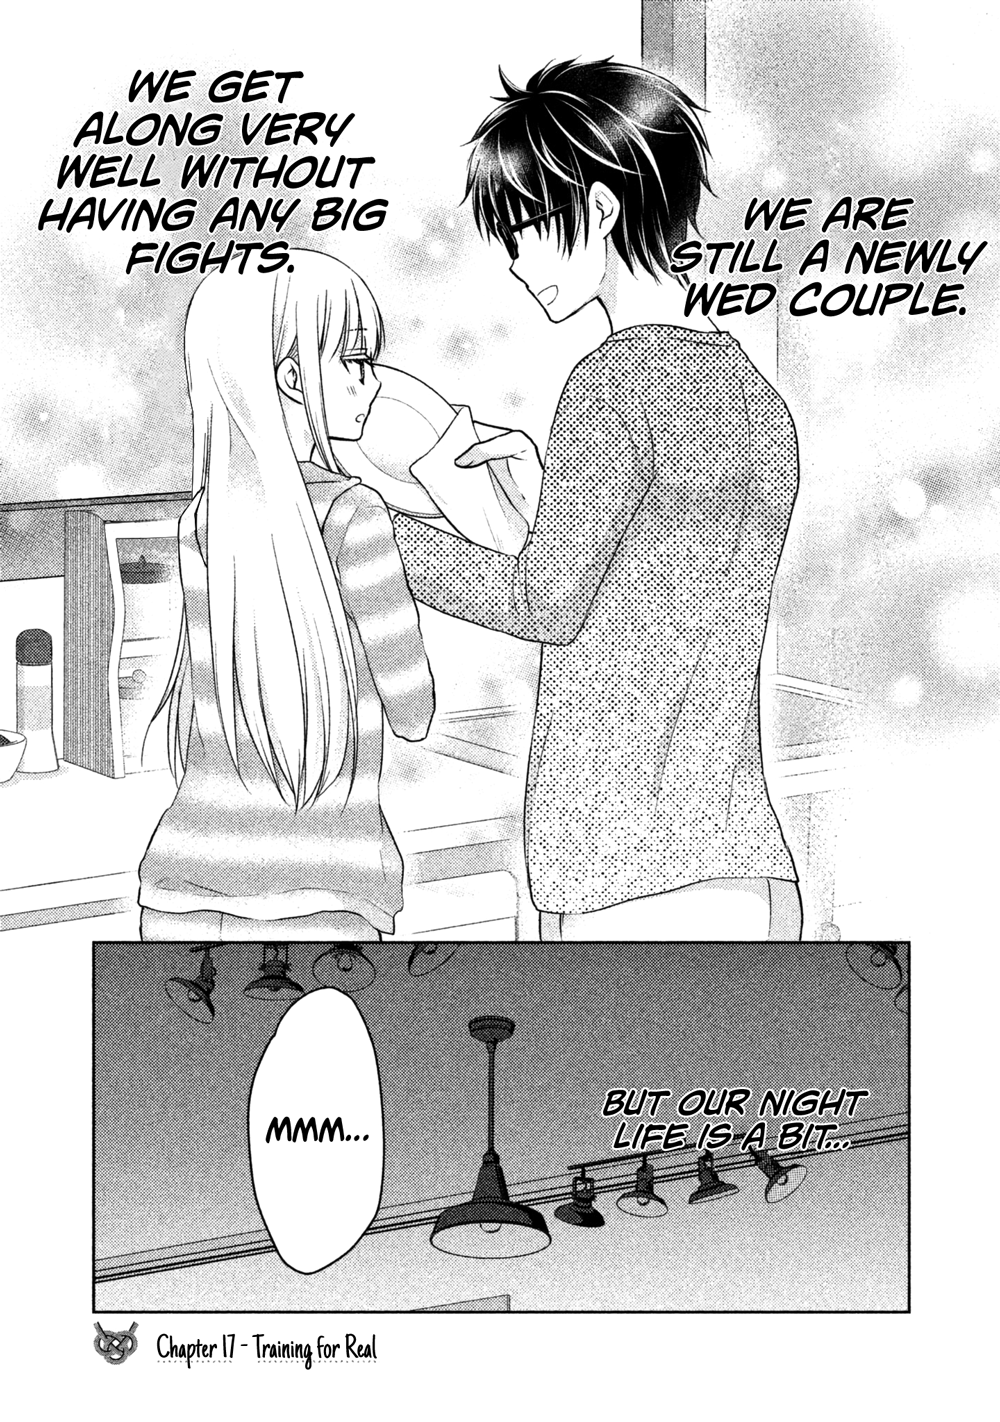 WE ARE
STILL A NEWLY
WED COUPLE.
WE GET
ALONG VERY
WELL WITHOUT
HAVING ANY BIG
FIGHTS.
BUT OUR NIGHT
LIFE IS A BIT...
MMM...
Chapter 17 - Training for Real